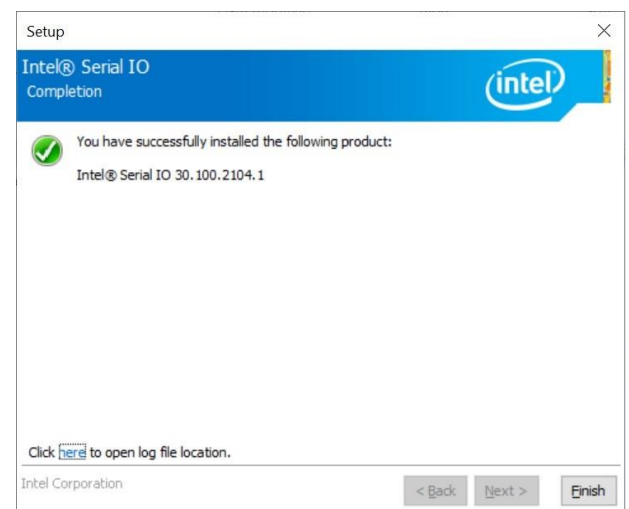 Setup
Intel® Serial IO
Completion
intel
You have successfully installed the following product:
Intel® Serial IO 30.100.2104.1
Click here to open log file location.
Intel Corporation
< Back Next > Finish